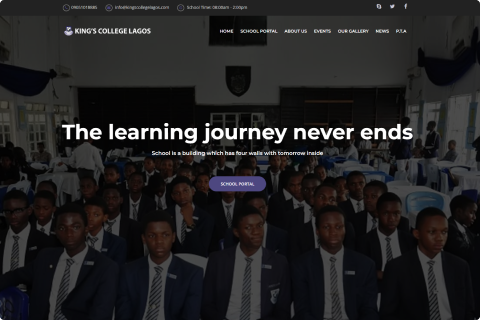 09051018885 info@kingscollegelagos.com School Time: 08:00am - 2:00pm
KING'S COLLEGE LAGOS HOME SCHOOL PORTAL ABOUT US EVENTS OUR GALLERY NEWS P.T.A
The learning journey never ends
School is a building which has four walls with tomorrow inside
SCHOOL PORTAL